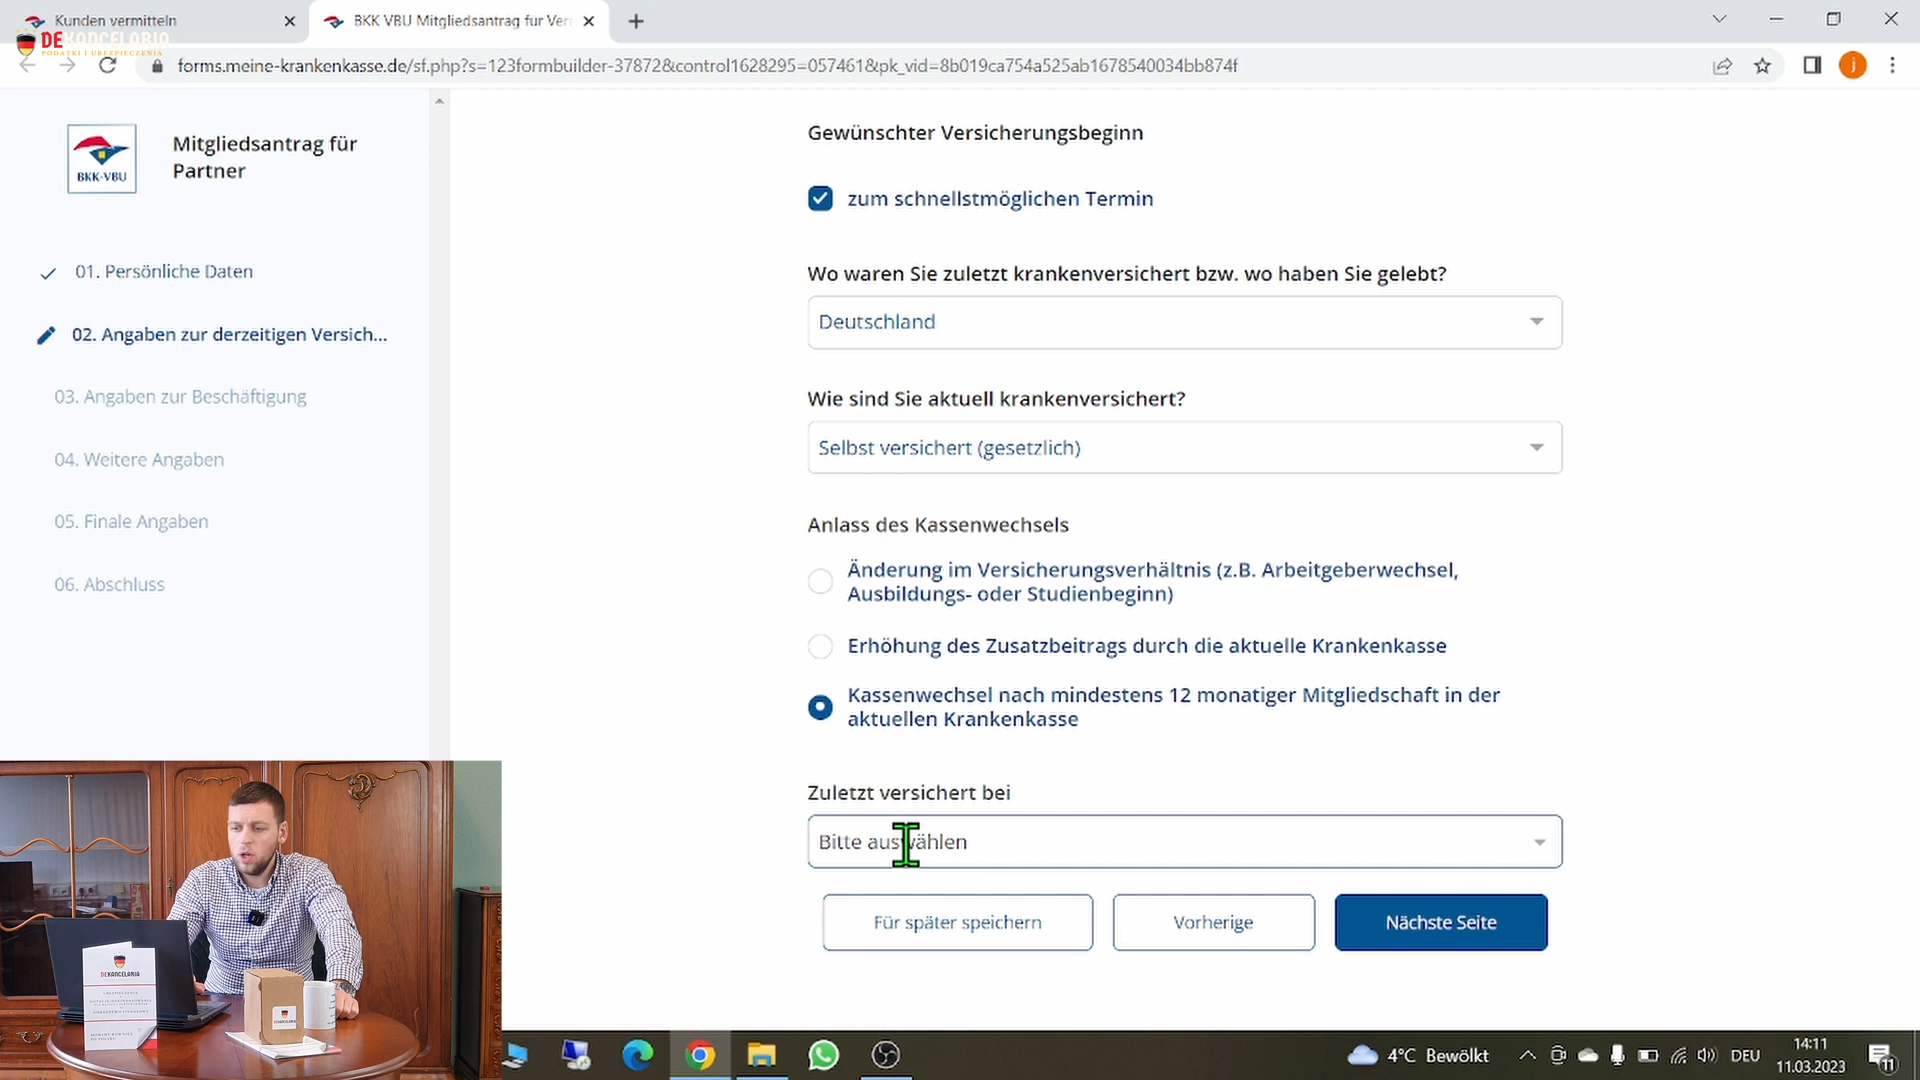 Kunden vermitteln
BKK VBU Mitgliedsantrag für Ver
DEKANCELARIA
PODATKI I UBEZPIECZENIA
forms.meine-krankenkasse.de/sf.php?s=123formbuilder-37872&control1628295=057461&pk_vid=8b019ca754a525ab1678540034bb874f
j
BKK·VBU
Mitgliedsantrag für
Partner
01. Persönliche Daten
02. Angaben zur derzeitigen Versich...
03. Angaben zur Beschäftigung
04. Weitere Angaben
05. Finale Angaben
06. Abschluss
Gewünschter Versicherungsbeginn
zum schnellstmöglichen Termin
Wo waren Sie zuletzt krankenversichert bzw. wo haben Sie gelebt?
Deutschland
Wie sind Sie aktuell krankenversichert?
Selbst versichert (gesetzlich)
Anlass des Kassenwechsels
Änderung im Versicherungsverhältnis (z.B. Arbeitgeberwechsel,
Ausbildungs- oder Studienbeginn)
Erhöhung des Zusatzbeitrags durch die aktuelle Krankenkasse
Kassenwechsel nach mindestens 12 monatiger Mitgliedschaft in der
aktuellen Krankenkasse
Zuletzt versichert bei
Bitte auswählen
Für später speichern
Vorherige
Nächste Seite
DEKANCELARIA
UBEZPIECZENIA
4°C Bewölkt
DEU
14:11
11.03.2023
11